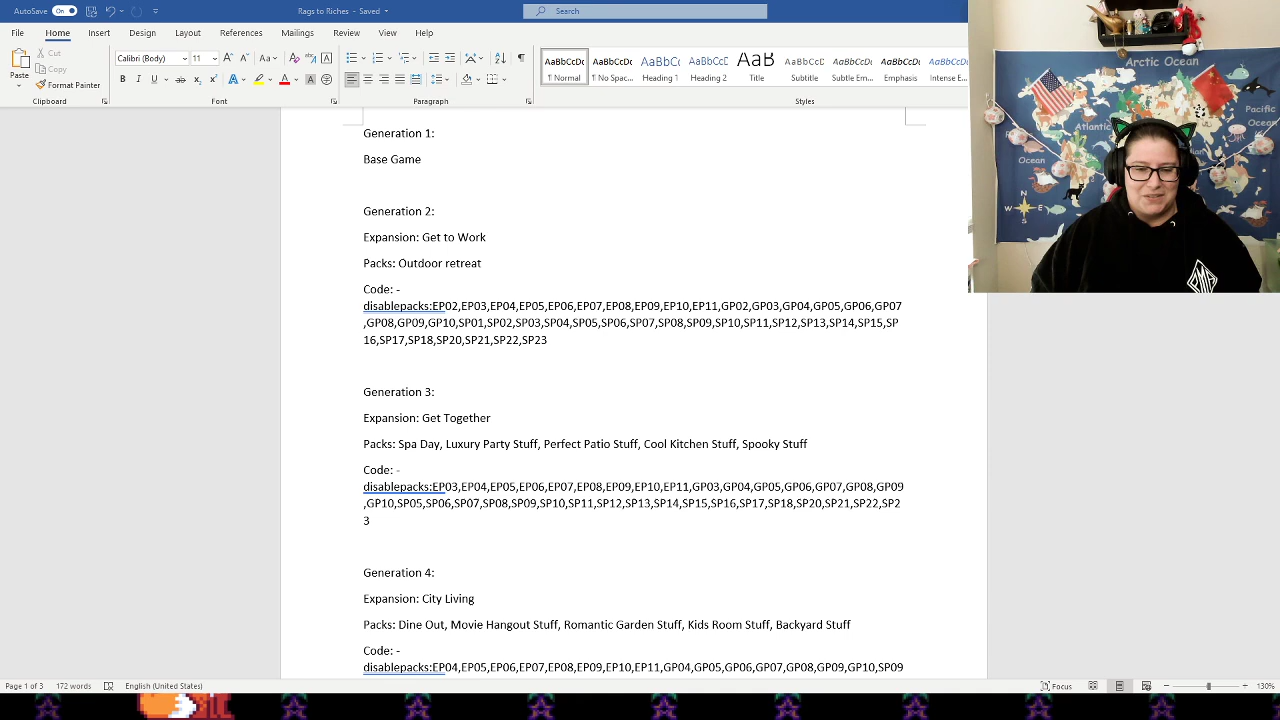 AutoSave On
Rags to Riches - Saved
Search
File Home Insert Draw Design Layout References Mailings Review View Help
Paste
Cut
Copy
Format Painter
Clipboard
Calibri (Body) 11
Font
Paragraph
AaBbCcDc AaBbCcDc AaBbCc AaBbCcD AaB AaBbCcD AaBbCcDc AaBbCcDc AaBbCcDc
¶ Normal ¶ No Spac... Heading 1 Heading 2 Title Subtitle Subtle Em... Emphasis Intense E...
Styles
Generation 1:
Base Game
Generation 2:
Expansion: Get to Work
Packs: Outdoor retreat
Code: -
disablepacks:EP02,EP03,EP04,EP05,EP06,EP07,EP08,EP09,EP10,EP11,GP02,GP03,GP04,GP05,GP06,GP07
,GP08,GP09,GP10,SP01,SP02,SP03,SP04,SP05,SP06,SP07,SP08,SP09,SP10,SP11,SP12,SP13,SP14,SP15,SP
16,SP17,SP18,SP20,SP21,SP22,SP23
Generation 3:
Expansion: Get Together
Packs: Spa Day, Luxury Party Stuff, Perfect Patio Stuff, Cool Kitchen Stuff, Spooky Stuff
Code: -
disablepacks:EP03,EP04,EP05,EP06,EP07,EP08,EP09,EP10,EP11,GP03,GP04,GP05,GP06,GP07,GP08,GP09
,GP10,SP05,SP06,SP07,SP08,SP09,SP10,SP11,SP12,SP13,SP14,SP15,SP16,SP17,SP18,SP20,SP21,SP22,SP2
3
Generation 4:
Expansion: City Living
Packs: Dine Out, Movie Hangout Stuff, Romantic Garden Stuff, Kids Room Stuff, Backyard Stuff
Code: -
disablepacks:EP04,EP05,EP06,EP07,EP08,EP09,EP10,EP11,GP04,GP05,GP06,GP07,GP08,GP09,GP10,SP09
Page 1 of 3 172 words English (United States) Focus 130%
Arctic Ocean
Pacific
Ocean
Atlantic
Ocean
N
W E
S